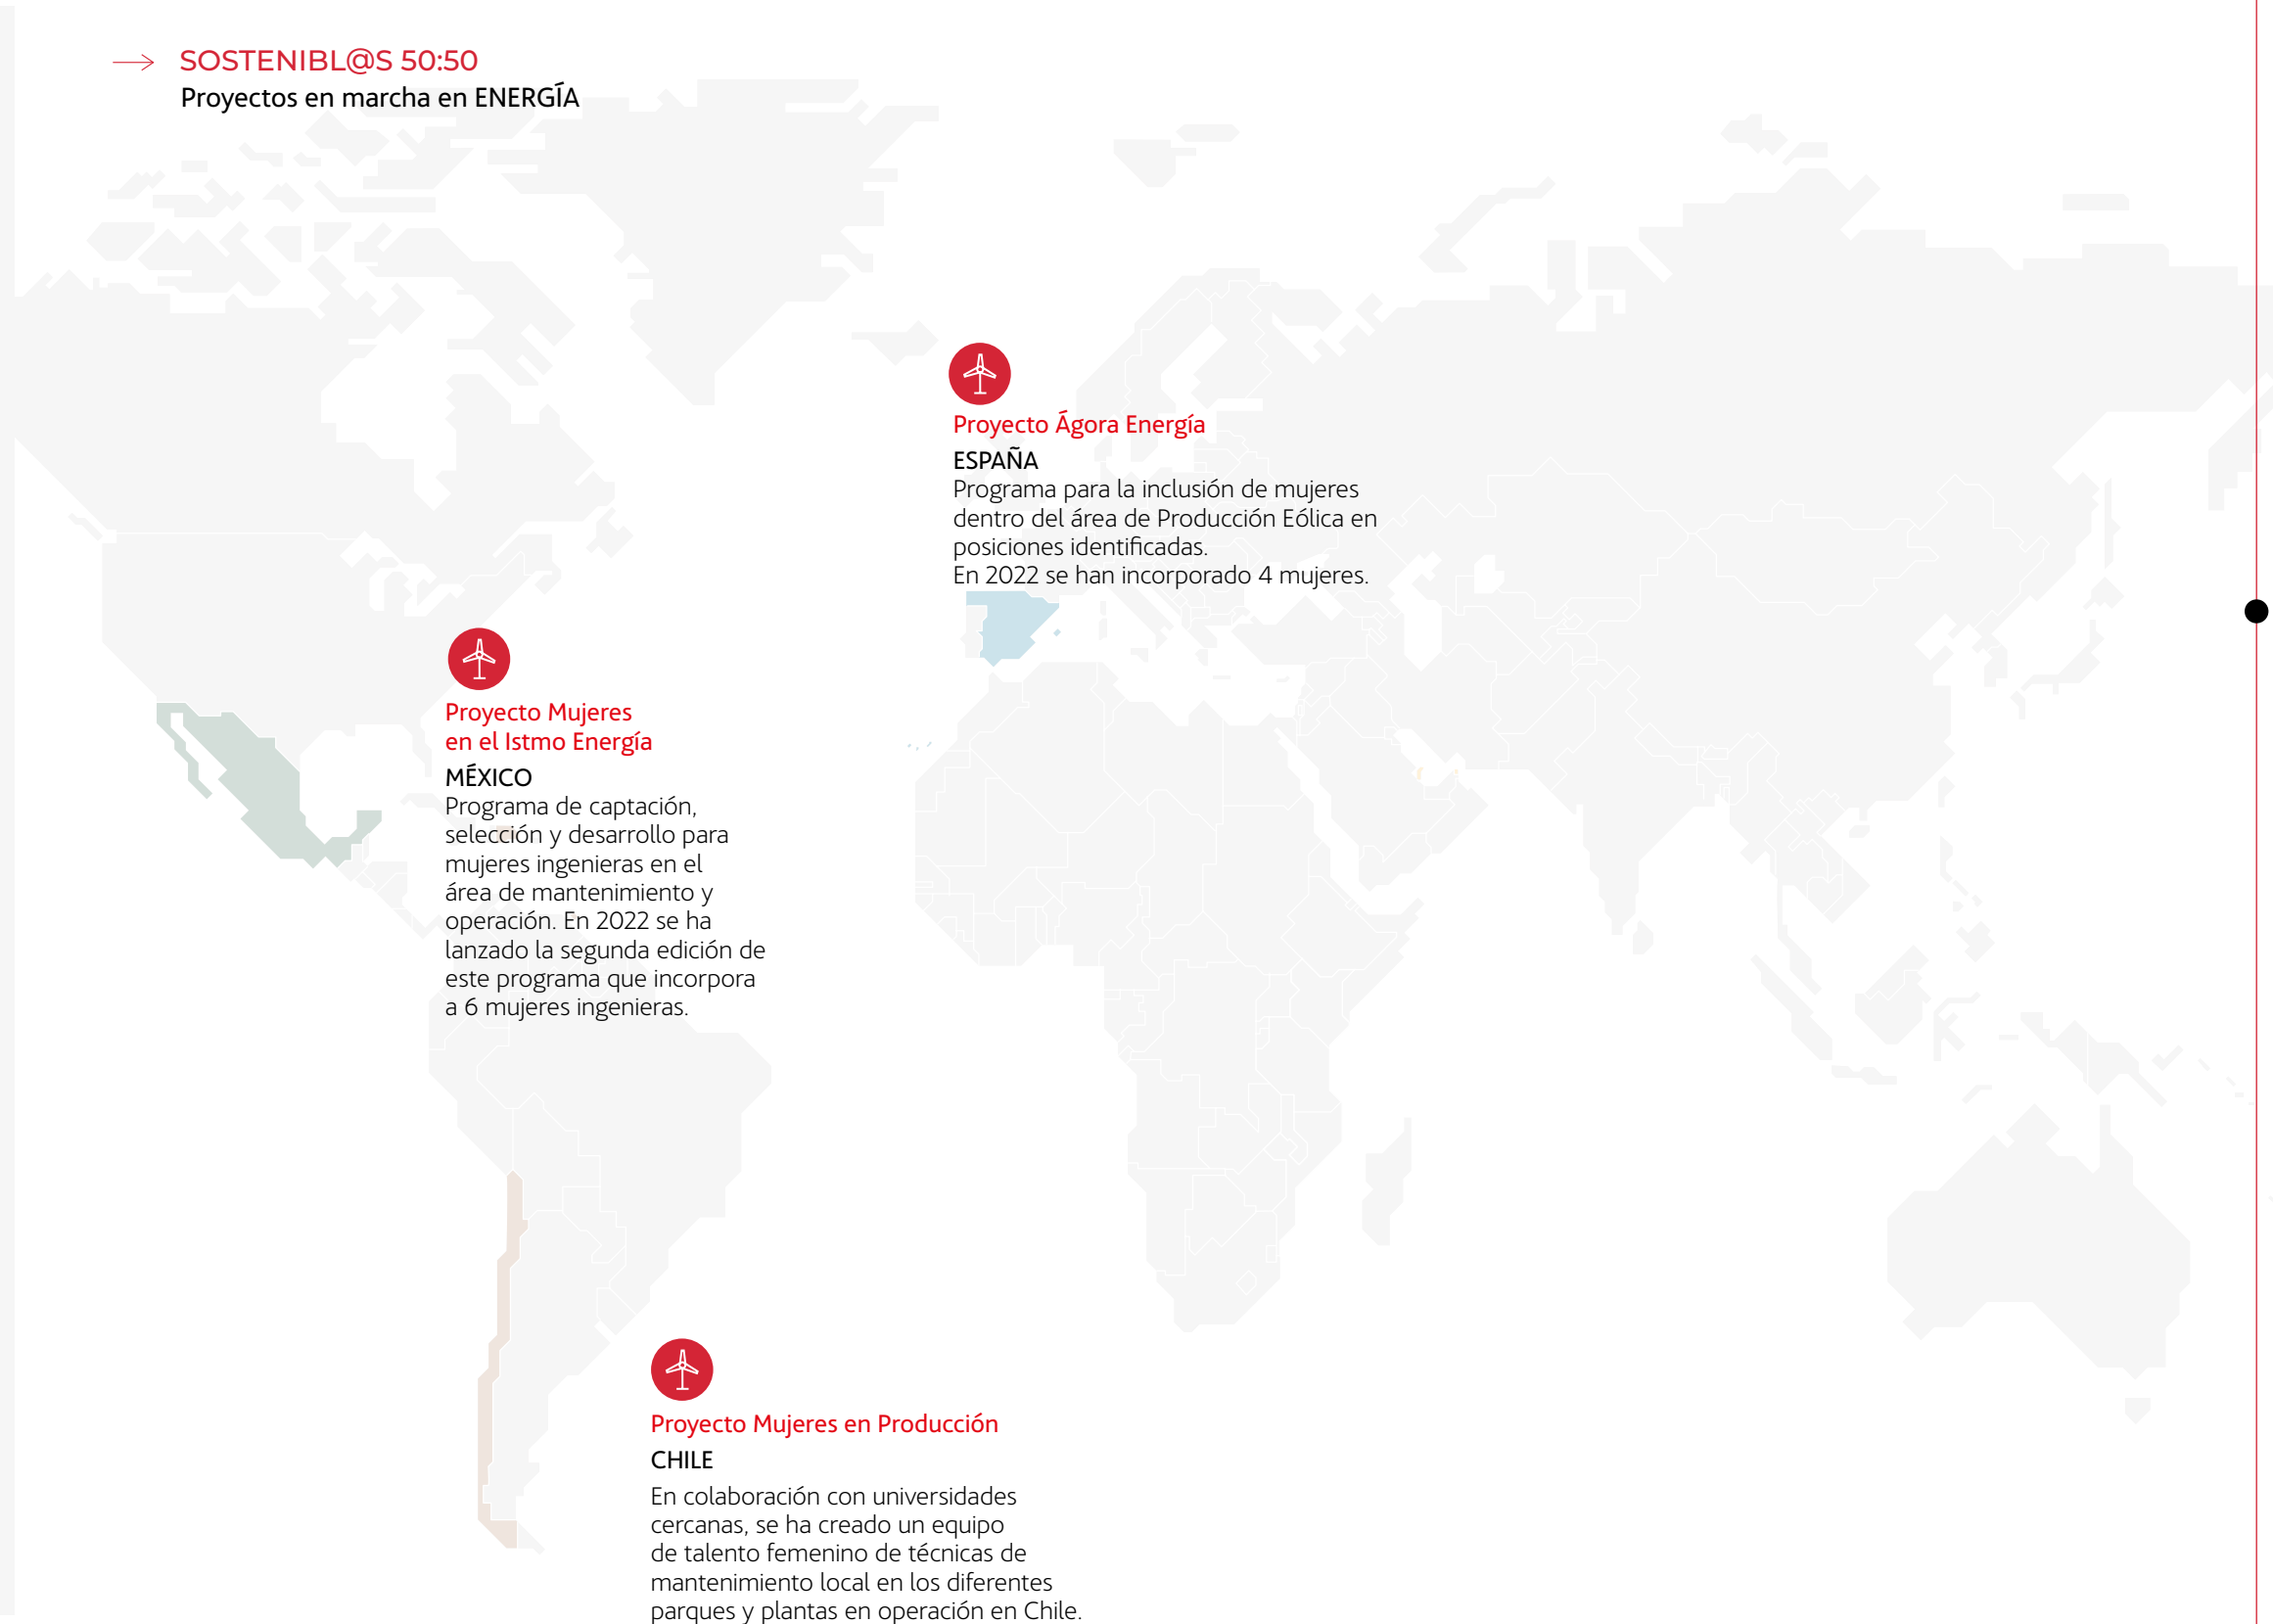 SOSTENIBL@S 50:50
Proyectos en marcha en ENERGÍA
Proyecto Ágora Energía
ESPAÑA
Programa para la inclusión de mujeres
dentro del área de Producción Eólica en
posiciones identificadas.
En 2022 se han incorporado 4 mujeres.
Proyecto Mujeres
en el Istmo Energía
MÉXICO
Programa de captación,
selección y desarrollo para
mujeres ingenieras en el
área de mantenimiento y
operación. En 2022 se ha
lanzado la segunda edición de
este programa que incorpora
a 6 mujeres ingenieras.
Proyecto Mujeres en Producción
CHILE
En colaboración con universidades
cercanas, se ha creado un equipo
de talento femenino de técnicas de
mantenimiento local en los diferentes
parques y plantas en operación en Chile.